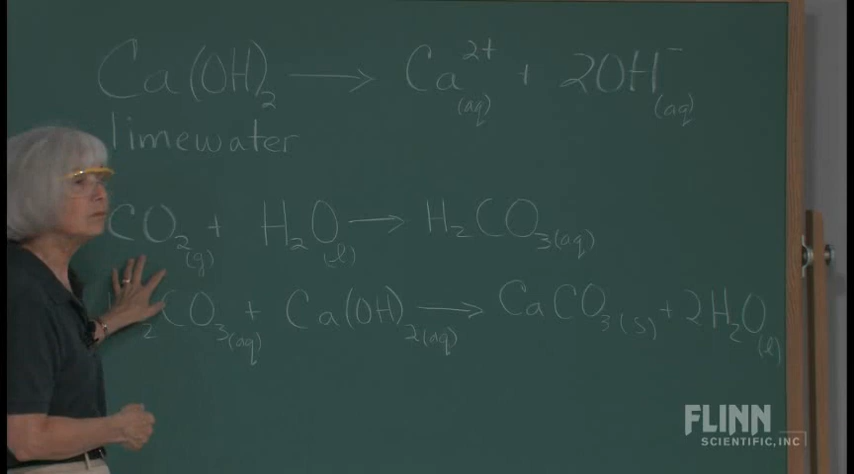 Ca(OH)₂ → Ca²⁺(aq) + 2OH⁻(aq)
limewater
CO₂(g) + H₂O(l) → H₂CO₃(aq)
₂CO₃(aq) + Ca(OH)₂(aq) → CaCO₃(s) + 2H₂O(l)
FLINN
SCIENTIFIC, INC